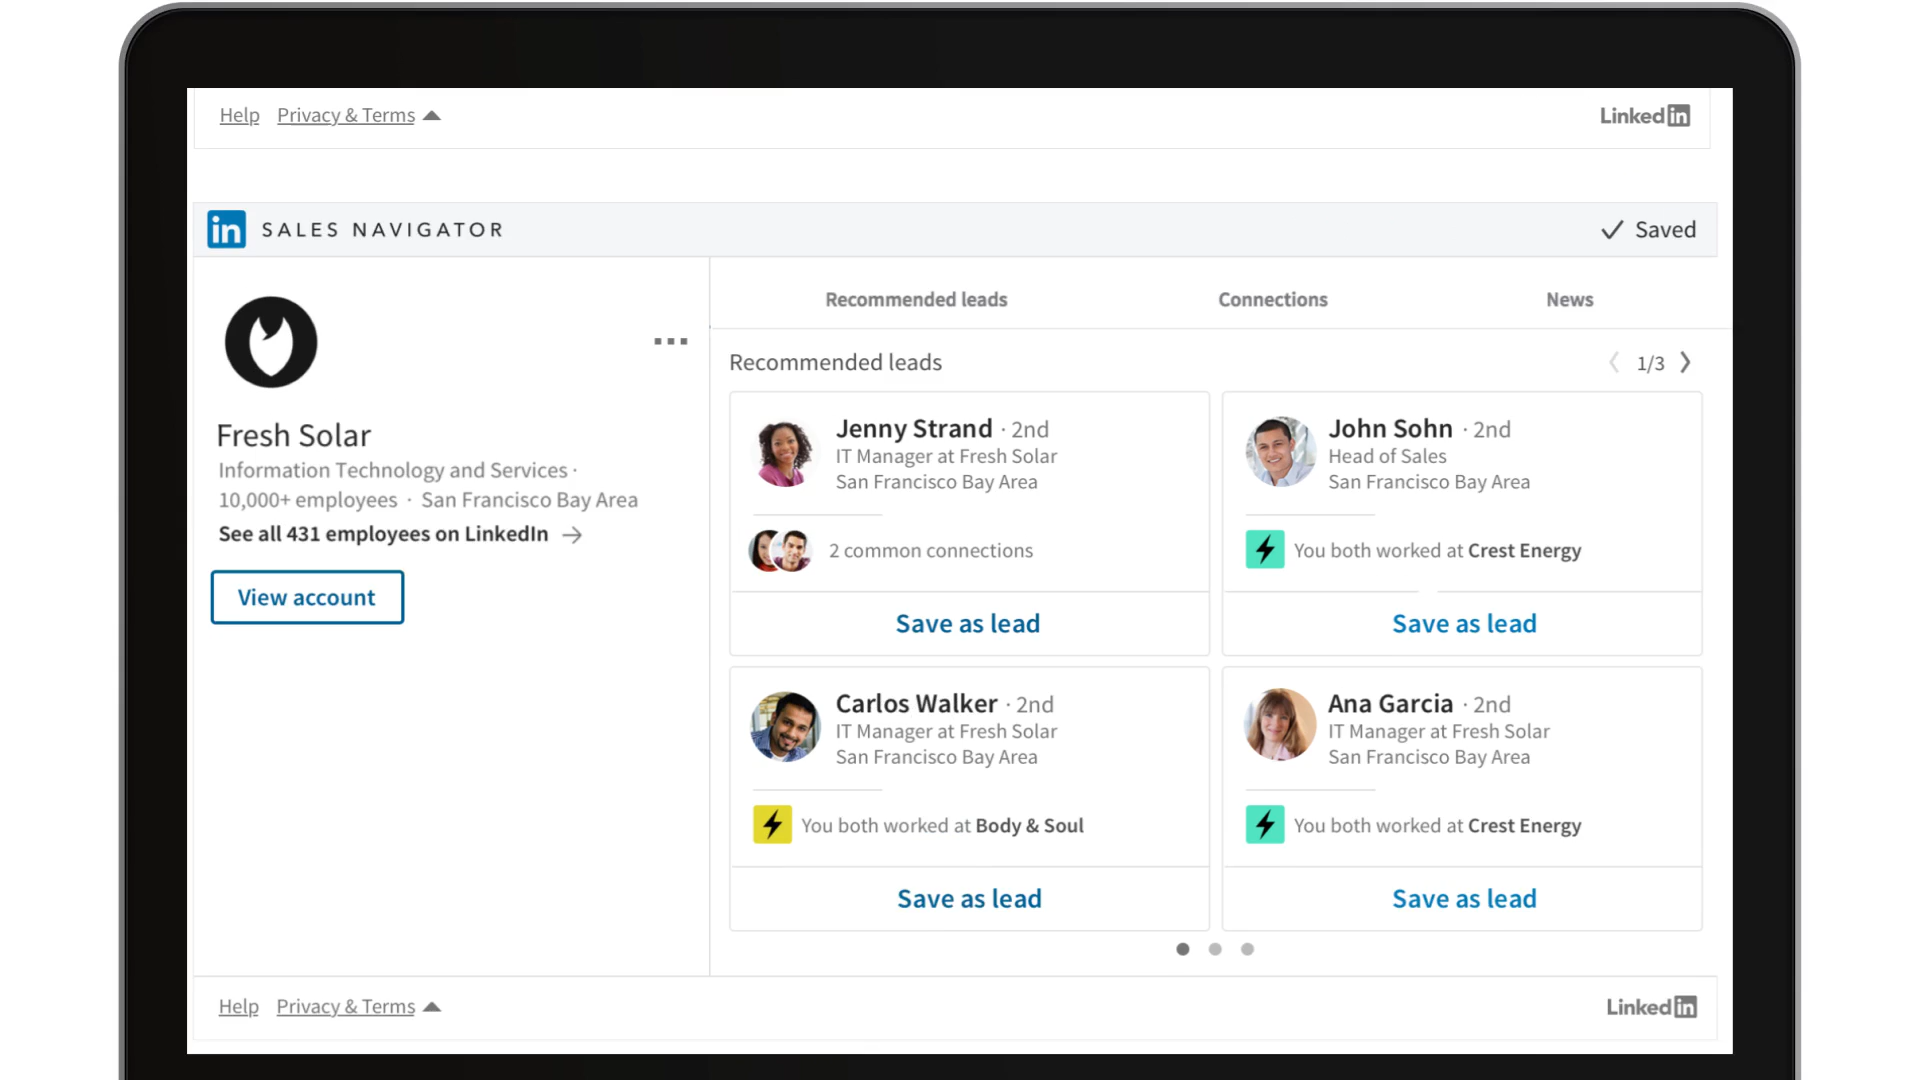 Help Privacy & Terms
Linked in
in SALES NAVIGATOR
Saved
Fresh Solar
Information Technology and Services ·
10,000+ employees · San Francisco Bay Area
See all 431 employees on LinkedIn
View account
Recommended leads Connections News
Recommended leads
1/3
Jenny Strand · 2nd
IT Manager at Fresh Solar
San Francisco Bay Area
2 common connections
Save as lead
John Sohn · 2nd
Head of Sales
San Francisco Bay Area
You both worked at Crest Energy
Save as lead
Carlos Walker · 2nd
IT Manager at Fresh Solar
San Francisco Bay Area
You both worked at Body & Soul
Save as lead
Ana Garcia · 2nd
IT Manager at Fresh Solar
San Francisco Bay Area
You both worked at Crest Energy
Save as lead
Help Privacy & Terms
Linked in